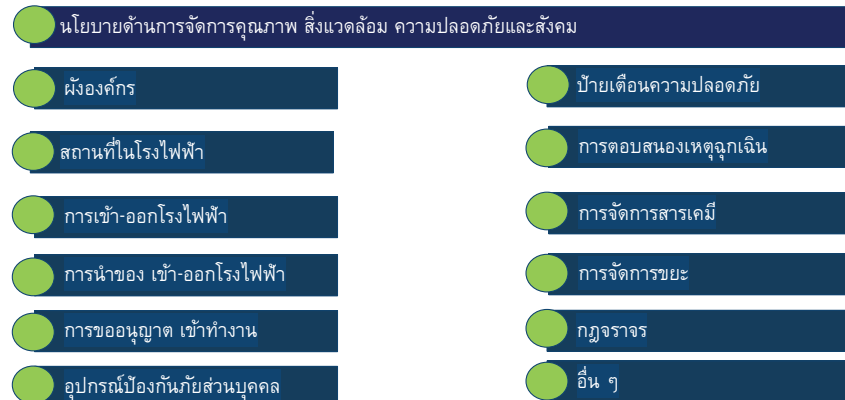 นโยบายด้านการจัดการคุณภาพ สิ่งแวดล้อม ความปลอดภัยและสังคม
ผังองค์กร
สถานที่ในโรงไฟฟ้า
การเข้า-ออกโรงไฟฟ้า
การนำของ เข้า-ออกโรงไฟฟ้า
การขออนุญาต เข้าทำงาน
อุปกรณ์ป้องกันภัยส่วนบุคคล
ป้ายเตือนความปลอดภัย
การตอบสนองเหตุฉุกเฉิน
การจัดการสารเคมี
การจัดการขยะ
กฎจราจร
อื่น ๆ